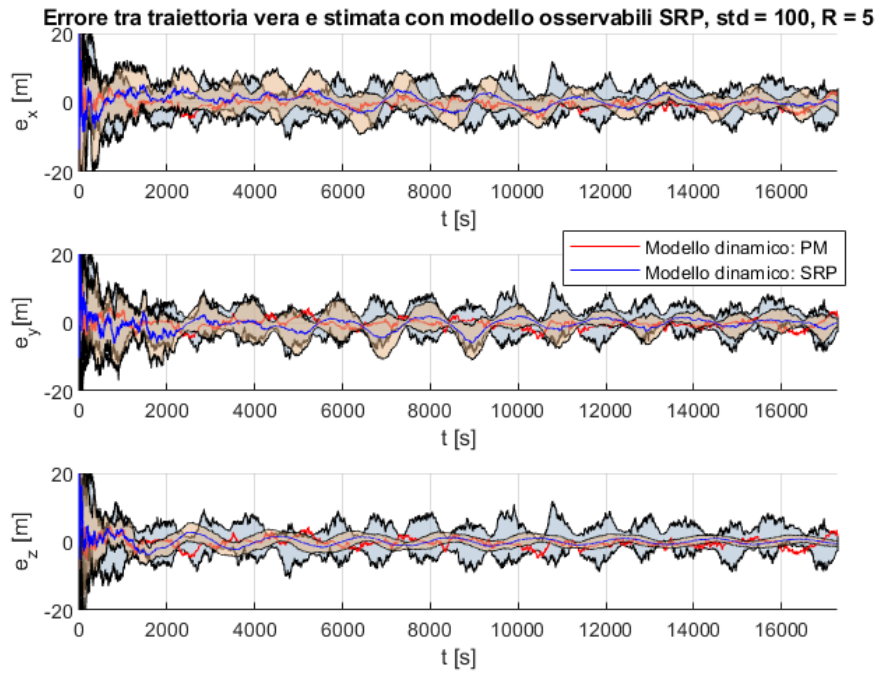 Errore tra traiettoria vera e stimata con modello osservabili SRP, std = 100, R = 5
20
0
-20
e_x [m]
0 2000 4000 6000 8000 10000 12000 14000 16000
t [s]
Modello dinamico: PM
Modello dinamico: SRP
20
0
-20
e_y[m]
0 2000 4000 6000 8000 10000 12000 14000 16000
t [s]
20
0
-20
e_z [m]
0 2000 4000 6000 8000 10000 12000 14000 16000
t [s]